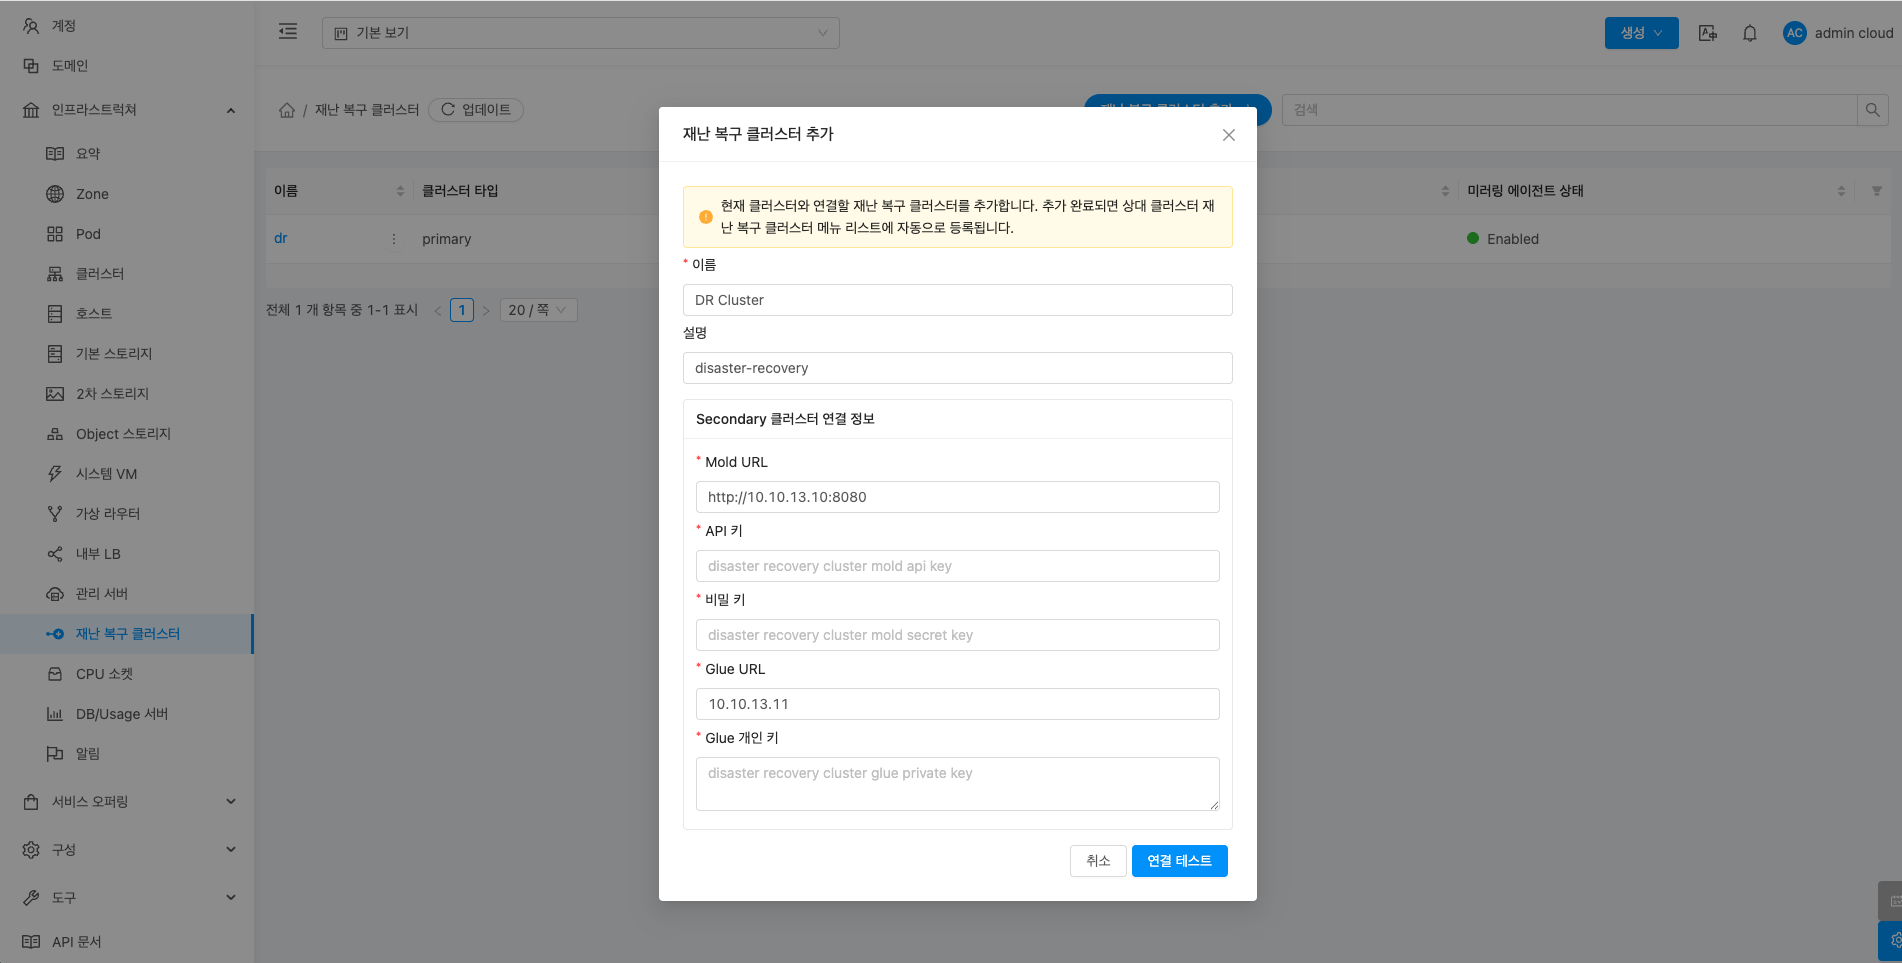 계정
도메인
인프라스트럭쳐
요약
Zone
Pod
클러스터
호스트
기본 스토리지
2차 스토리지
Object 스토리지
시스템 VM
가상 라우터
내부 LB
관리 서버
재난 복구 클러스터
CPU 소켓
DB/Usage 서버
알림
서비스 오퍼링
구성
도구
API 문서
기본 보기
생성
AC
admin cloud
/ 재난 복구 클러스터
업데이트
재난 복구 클러스터 추가
검색
이름
클러스터 타입
미러링 에이전트 상태
dr
primary
Enabled
전체 1 개 항목 중 1-1 표시
< 1 >
20 / 쪽
재난 복구 클러스터 추가
현재 클러스터와 연결할 재난 복구 클러스터를 추가합니다. 추가 완료되면 상대 클러스터 재
난 복구 클러스터 메뉴 리스트에 자동으로 등록됩니다.
* 이름
DR Cluster
설명
disaster-recovery
Secondary 클러스터 연결 정보
* Mold URL
http://10.10.13.10:8080
* API 키
disaster recovery cluster mold api key
* 비밀 키
disaster recovery cluster mold secret key
* Glue URL
10.10.13.11
* Glue 개인 키
disaster recovery cluster glue private key
취소
연결 테스트